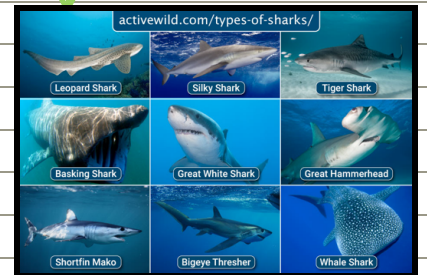 activewild.com/types-of-sharks/
Leopard Shark
Silky Shark
Tiger Shark
Basking Shark
Great White Shark
Great Hammerhead
Shortfin Mako
Bigeye Thresher
Whale Shark